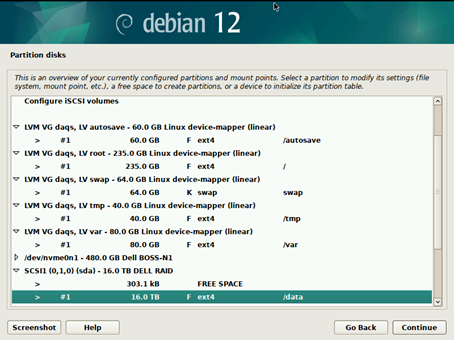 debian 12
Partition disks
This is an overview of your currently configured partitions and mount points. Select a partition to modify its settings (file
system, mount point, etc.), a free space to create partitions, or a device to initialize its partition table.
Configure iSCSI volumes
LVM VG daqs, LV autosave - 60.0 GB Linux device-mapper (linear)
> #1 60.0 GB F ext4 /autosave
LVM VG daqs, LV root - 235.0 GB Linux device-mapper (linear)
> #1 235.0 GB F ext4 /
LVM VG daqs, LV swap - 64.0 GB Linux device-mapper (linear)
> #1 64.0 GB K swap swap
LVM VG daqs, LV tmp - 40.0 GB Linux device-mapper (linear)
> #1 40.0 GB F ext4 /tmp
LVM VG daqs, LV var - 80.0 GB Linux device-mapper (linear)
> #1 80.0 GB F ext4 /var
/dev/nvme0n1 - 480.0 GB Dell BOSS-N1
SCSI1 (0,1,0) (sda) - 16.0 TB DELL RAID
> 303.1 kB FREE SPACE
> #1 16.0 TB F ext4 /data
Screenshot Help Go Back Continue